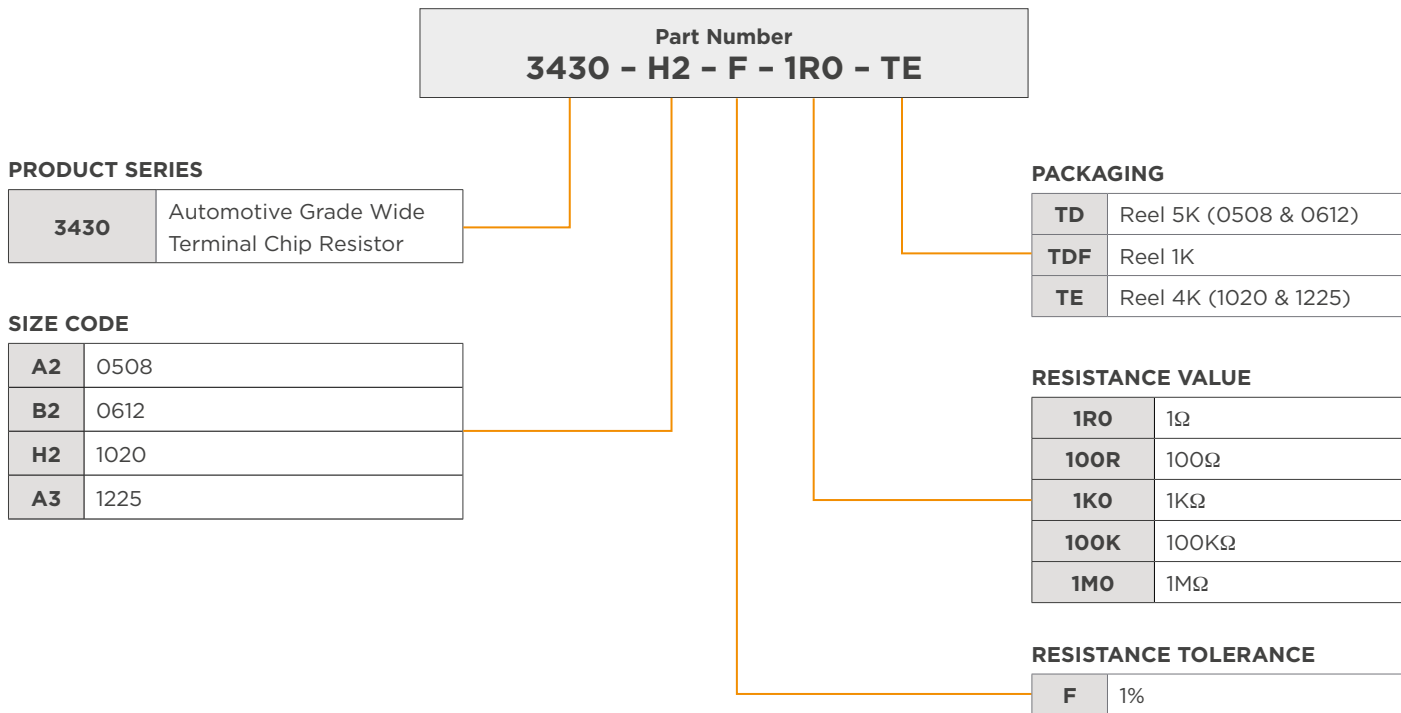 Part Number
3430 – H2 – F – 1R0 – TE
PRODUCT SERIES
3430 Automotive Grade Wide
Terminal Chip Resistor
SIZE CODE
A2 0508
B2 0612
H2 1020
A3 1225
PACKAGING
TD Reel 5K (0508 & 0612)
TDF Reel 1K
TE Reel 4K (1020 & 1225)
RESISTANCE VALUE
1R0 1Ω
100R 100Ω
1K0 1KΩ
100K 100KΩ
1M0 1MΩ
RESISTANCE TOLERANCE
F 1%